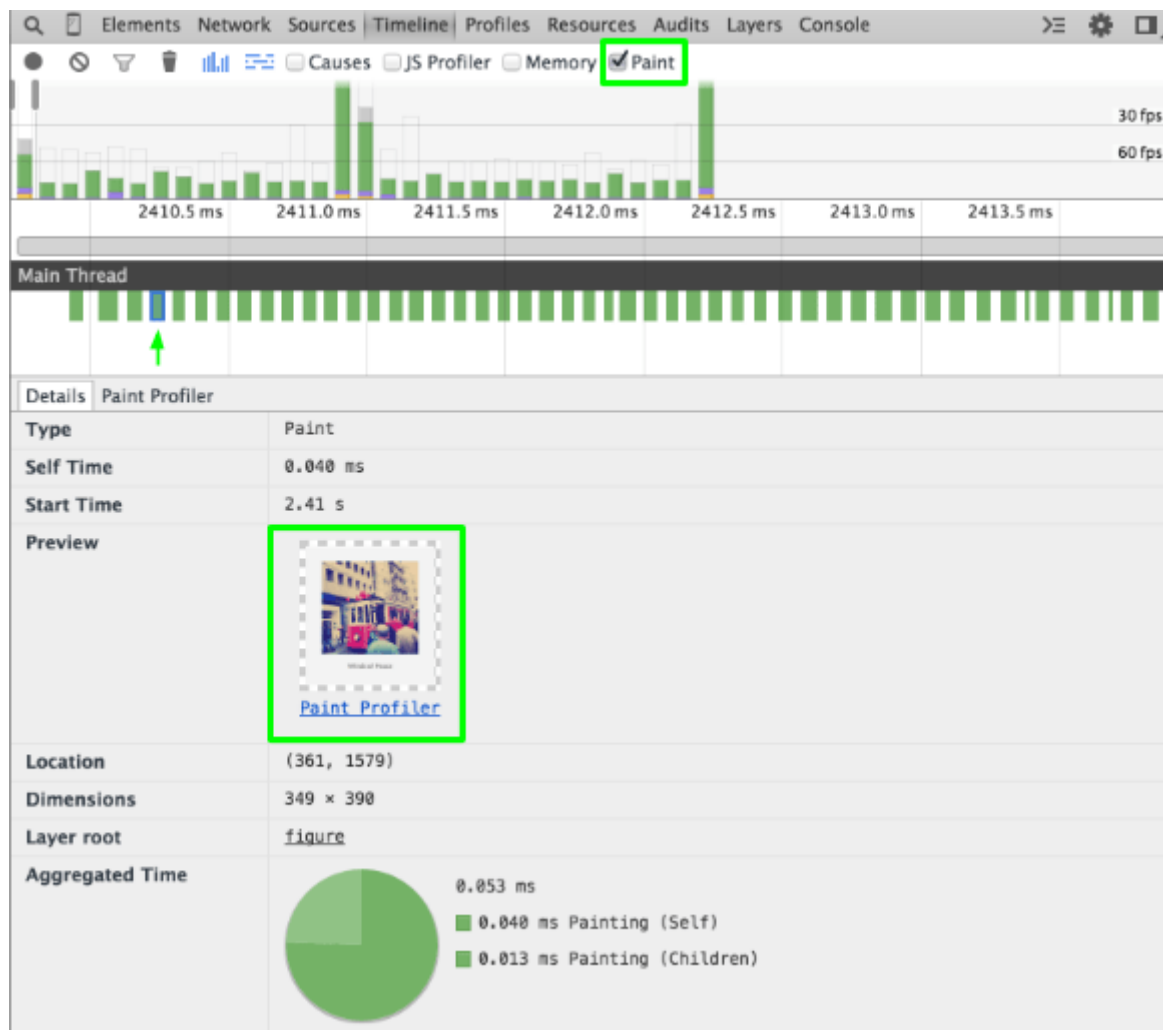 Elements Network Sources Timeline Profiles Resources Audits Layers Console
Causes JS Profiler Memory Paint
30 fps
60 fps
2410.5 ms 2411.0 ms 2411.5 ms 2412.0 ms 2412.5 ms 2413.0 ms 2413.5 ms
Main Thread
Details Paint Profiler
Type Paint
Self Time 0.040 ms
Start Time 2.41 s
Preview
Paint Profiler
Location (361, 1579)
Dimensions 349 × 390
Layer root figure
Aggregated Time
0.053 ms
0.040 ms Painting (Self)
0.013 ms Painting (Children)